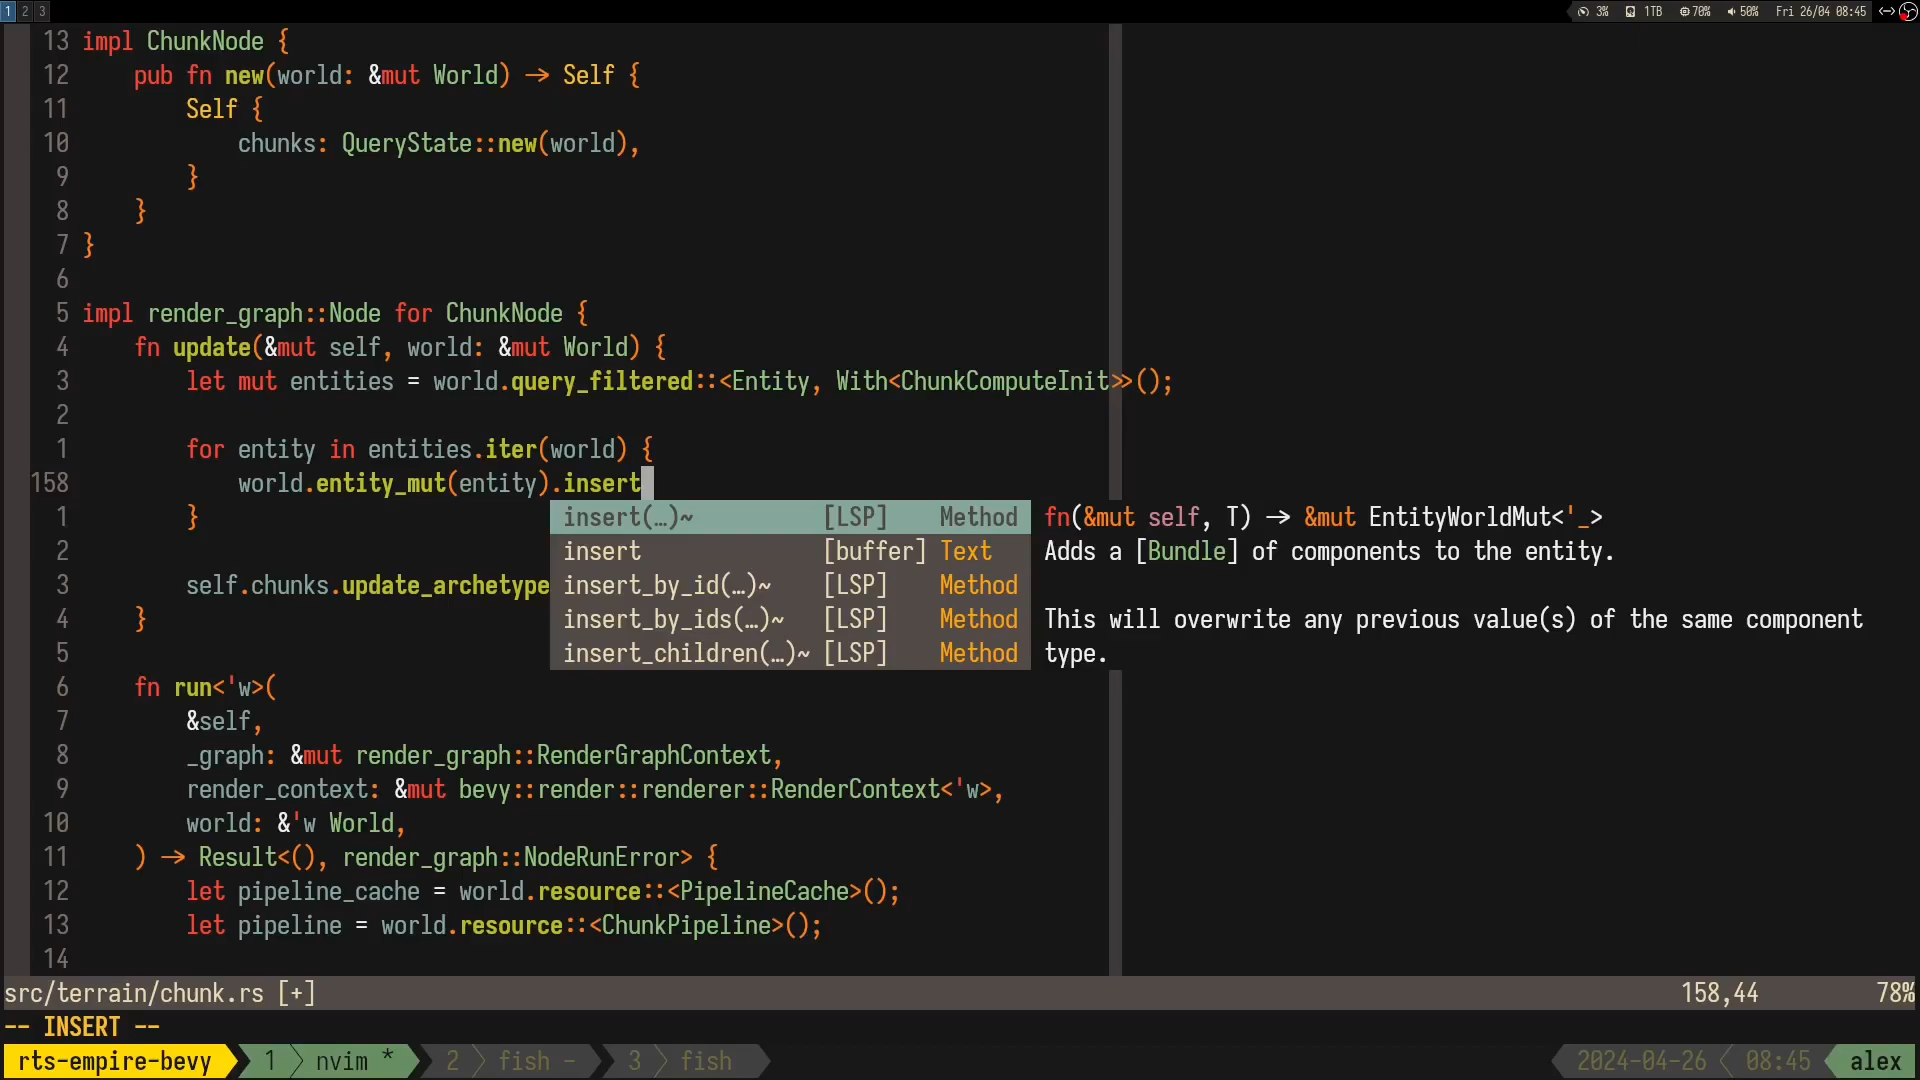 1 2 3 3% 1TB 70% 50% Fri 26/04 08:45
13 impl ChunkNode {
12     pub fn new(world: &mut World) -> Self {
11         Self {
10             chunks: QueryState::new(world),
9         }
8     }
7 }
6
5 impl render_graph::Node for ChunkNode {
4     fn update(&mut self, world: &mut World) {
3         let mut entities = world.query_filtered::<Entity, With<ChunkComputeInit>>();
2
1         for entity in entities.iter(world) {
158             world.entity_mut(entity).insert
1         } insert(…)~ [LSP] Method fn(&mut self, T) -> &mut EntityWorldMut<'_>
2 insert [buffer] Text Adds a [Bundle] of components to the entity.
3         self.chunks.update_archetype insert_by_id(…)~ [LSP] Method
4     } insert_by_ids(…)~ [LSP] Method This will overwrite any previous value(s) of the same component
5 insert_children(…)~ [LSP] Method type.
6     fn run<'w>(
7         &self,
8         _graph: &mut render_graph::RenderGraphContext,
9         render_context: &mut bevy::render::renderer::RenderContext<'w>,
10         world: &'w World,
11     ) -> Result<(), render_graph::NodeRunError> {
12         let pipeline_cache = world.resource::<PipelineCache>();
13         let pipeline = world.resource::<ChunkPipeline>();
14
src/terrain/chunk.rs [+] 158,44 78%
-- INSERT --
rts-empire-bevy 1 nvim * 2 fish - 3 fish 2024-04-26 08:45 alex